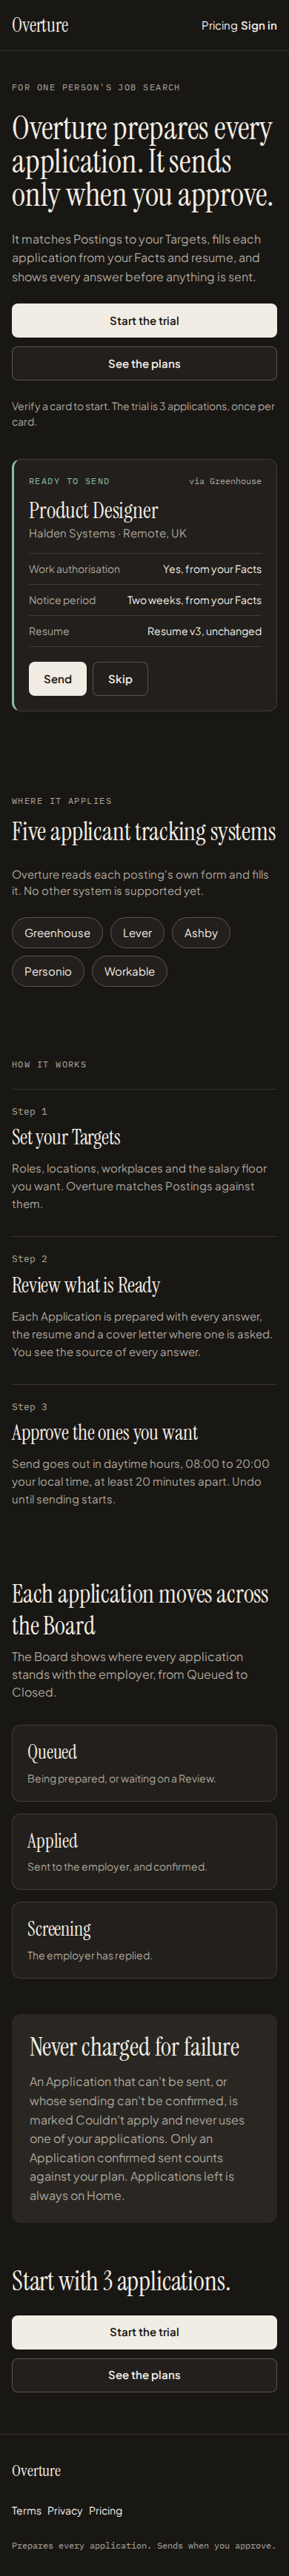 Overture
Pricing Sign in
FOR ONE PERSON'S JOB SEARCH
Overture prepares every
application. It sends
only when you approve.
It matches Postings to your Targets, fills each
application from your Facts and resume, and
shows every answer before anything is sent.
Start the trial
See the plans
Verify a card to start. The trial is 3 applications, once per
card.
READY TO SEND
via Greenhouse
Product Designer
Halden Systems · Remote, UK
Work authorisation Yes, from your Facts
Notice period Two weeks, from your Facts
Resume Resume v3, unchanged
Send Skip
WHERE IT APPLIES
Five applicant tracking systems
Overture reads each posting's own form and fills
it. No other system is supported yet.
Greenhouse Lever Ashby
Personio Workable
HOW IT WORKS
Step 1
Set your Targets
Roles, locations, workplaces and the salary floor
you want. Overture matches Postings against
them.
Step 2
Review what is Ready
Each Application is prepared with every answer,
the resume and a cover letter where one is asked.
You see the source of every answer.
Step 3
Approve the ones you want
Send goes out in daytime hours, 08:00 to 20:00
your local time, at least 20 minutes apart. Undo
until sending starts.
Each application moves across
the Board
The Board shows where every application
stands with the employer, from Queued to
Closed.
Queued
Being prepared, or waiting on a Review.
Applied
Sent to the employer, and confirmed.
Screening
The employer has replied.
Never charged for failure
An Application that can't be sent, or
whose sending can't be confirmed, is
marked Couldn't apply and never uses
one of your applications. Only an
Application confirmed sent counts
against your plan. Applications left is
always on Home.
Start with 3 applications.
Start the trial
See the plans
Overture
Terms Privacy Pricing
Prepares every application. Sends when you approve.